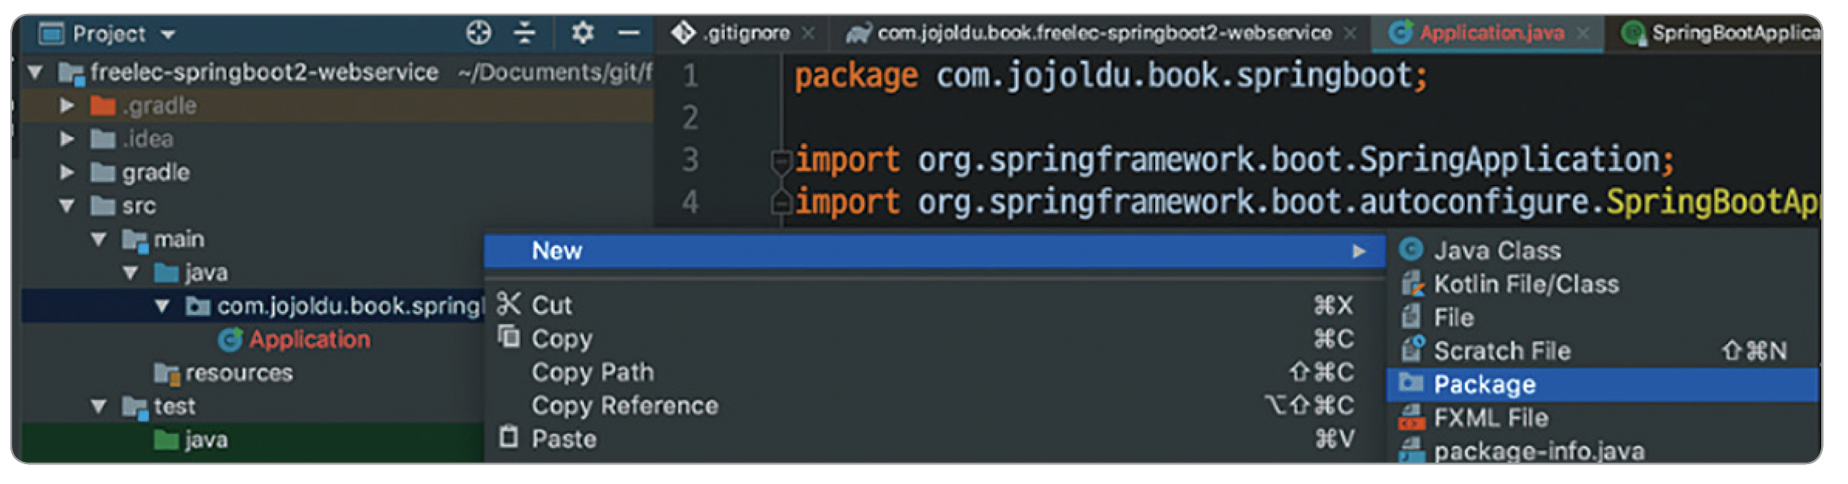 Project
.gitignore
com.jojoldu.book.freelec-springboot2-webservice
Application.java
SpringBootApplica
freelec-springboot2-webservice ~/Documents/git/f
.gradle
.idea
gradle
src
main
java
com.jojoldu.book.spring
Application
resources
test
java
1 package com.jojoldu.book.springboot;
2
3 import org.springframework.boot.SpringApplication;
4 import org.springframework.boot.autoconfigure.SpringBootAp
New
Cut ⌘X
Copy ⌘C
Copy Path ⇧⌘C
Copy Reference ⌥⇧⌘C
Paste ⌘V
Java Class
Kotlin File/Class
File
Scratch File ⇧⌘N
Package
FXML File
package-info.java